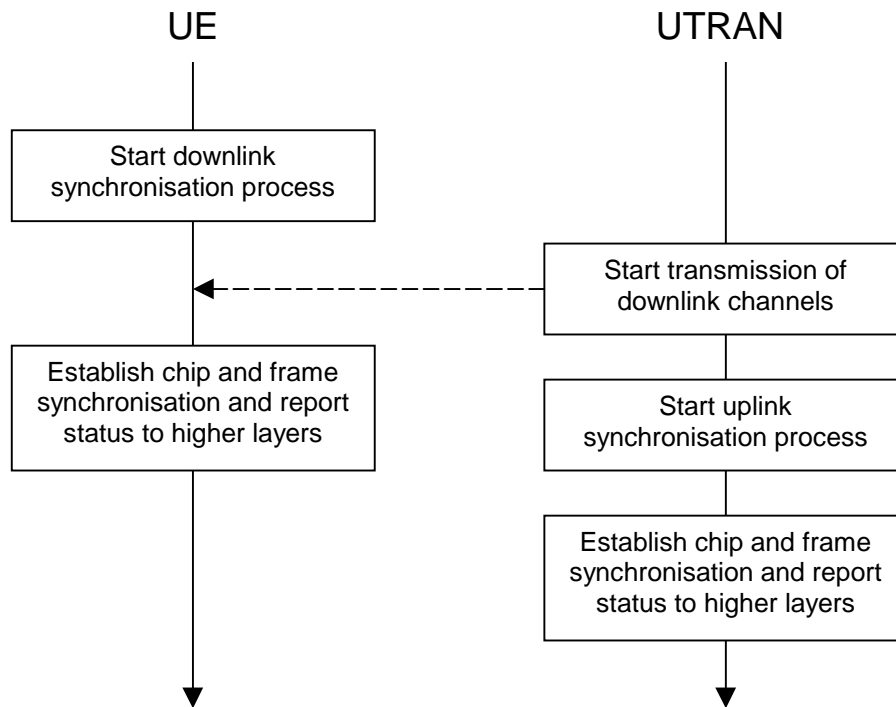 UE
UTRAN
Start downlink
synchronisation process
Start transmission of
downlink channels
Establish chip and frame
synchronisation and report
status to higher layers
Start uplink
synchronisation process
Establish chip and frame
synchronisation and report
status to higher layers